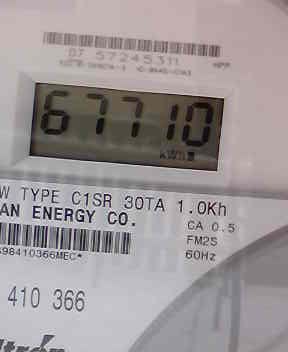 07 57245311
67710
kWh
W TYPE C1SR 30TA 1.0Kh
AN ENERGY CO.
CA 0.5
FM2S
60Hz
98410366MEC*
410 366